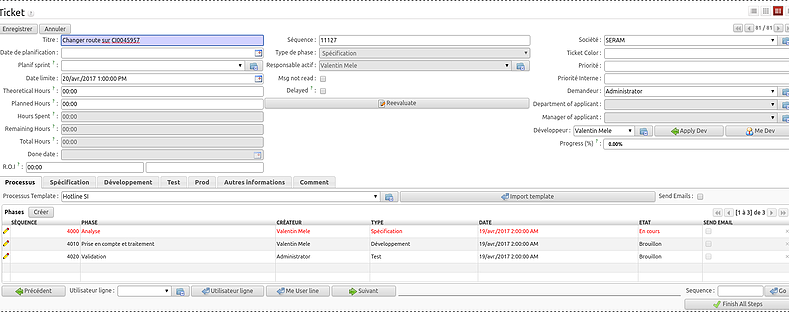 Ticket ?
Enregistrer Annuler 81 / 81
Titre : Changer route sur CI0045957 Séquence : 11127 Société : SERAM
Date de planification : Type de phase : Spécification Ticket Color :
Planif sprint ? : Responsable actif : Valentin Mele Priorité :
Date limite : 20/avr./2017 1:00:00 PM Msg not read : Priorité Interne :
Theoretical Hours ? : 00:00 Delayed ? : Demandeur : Administrator
Planned Hours ? : 00:00 Reevaluate Department of applicant :
Hours Spent ? : 00:00 Manager of applicant :
Remaining Hours ? : 00:00 Développeur : Valentin Mele Apply Dev Me Dev
Total Hours ? : 00:00 Progress (%) ? : 0.00%
Done date :
R.O.I ? : 00:00
Processus Spécification Développement Test Prod Autres informations Comment
Processus Template : Hotline SI Import template Send Emails :
Phases Créer [1 à 3] de 3
SÉQUENCE PHASE CRÉATEUR TYPE DATE ETAT SEND EMAIL
4000 Analyse Valentin Mele Spécification 19/avr./2017 2:00:00 AM En cours
4010 Prise en compte et traitement Valentin Mele Développement 19/avr./2017 2:00:00 AM Brouillon
4020 Validation Administrator Test 19/avr./2017 2:00:00 AM Brouillon
Précédent Utilisateur ligne : Utilisateur ligne Me User line Suivant Sequence : Go
Finish All Steps